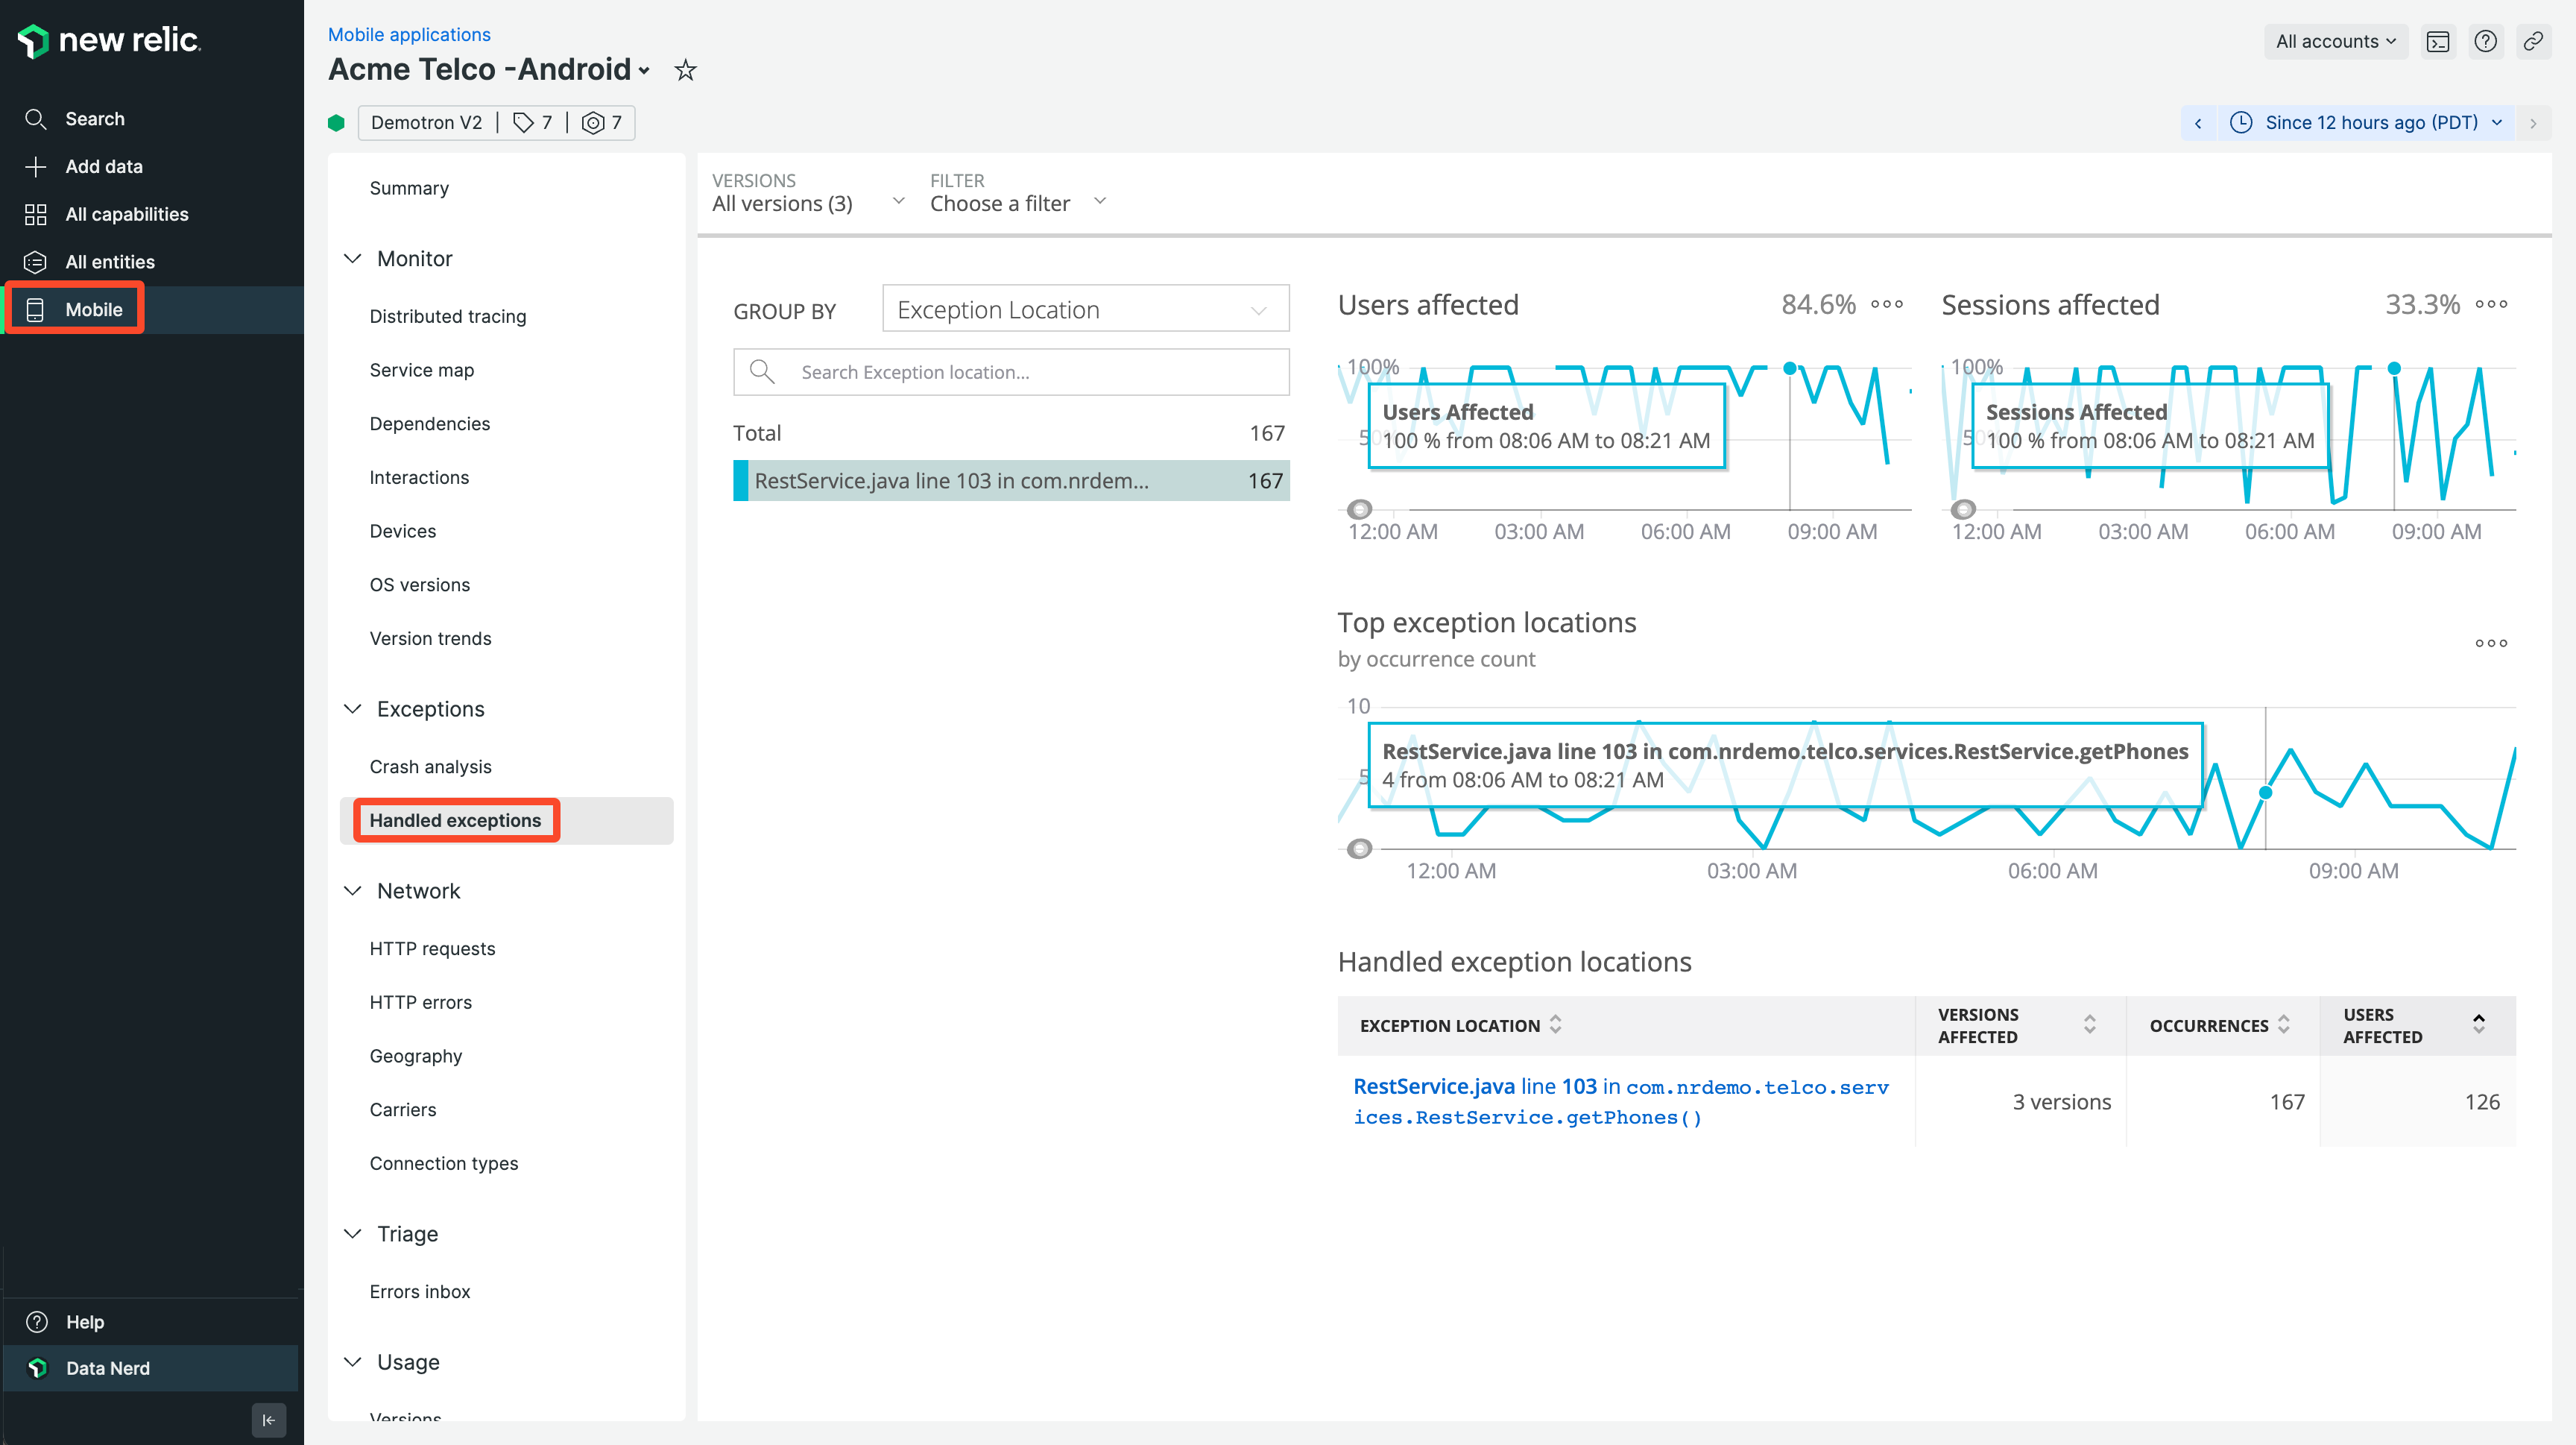 new relic.
Search
Add data
All capabilities
All entities
Mobile
Help
Data Nerd
Mobile applications
Acme Telco -Android
Demotron V2 | 7 | 7
All accounts
Since 12 hours ago (PDT)
Summary
Monitor
Distributed tracing
Service map
Dependencies
Interactions
Devices
OS versions
Version trends
Exceptions
Crash analysis
Handled exceptions
Network
HTTP requests
HTTP errors
Geography
Carriers
Connection types
Triage
Errors inbox
Usage
Versions
VERSIONS
All versions (3)
FILTER
Choose a filter
GROUP BY
Exception Location
Search Exception location...
Total 167
RestService.java line 103 in com.nrdem... 167
Users affected 84.6%
100%
50%
Users Affected
100 % from 08:06 AM to 08:21 AM
12:00 AM 03:00 AM 06:00 AM 09:00 AM
Sessions affected 33.3%
100%
50%
Sessions Affected
100 % from 08:06 AM to 08:21 AM
12:00 AM 03:00 AM 06:00 AM 09:00 AM
Top exception locations
by occurrence count
10
5
RestService.java line 103 in com.nrdemo.telco.services.RestService.getPhones
4 from 08:06 AM to 08:21 AM
12:00 AM 03:00 AM 06:00 AM 09:00 AM
Handled exception locations
EXCEPTION LOCATION
VERSIONS
AFFECTED
OCCURRENCES
USERS
AFFECTED
RestService.java line 103 in com.nrdemo.telco.serv
ices.RestService.getPhones()
3 versions
167
126